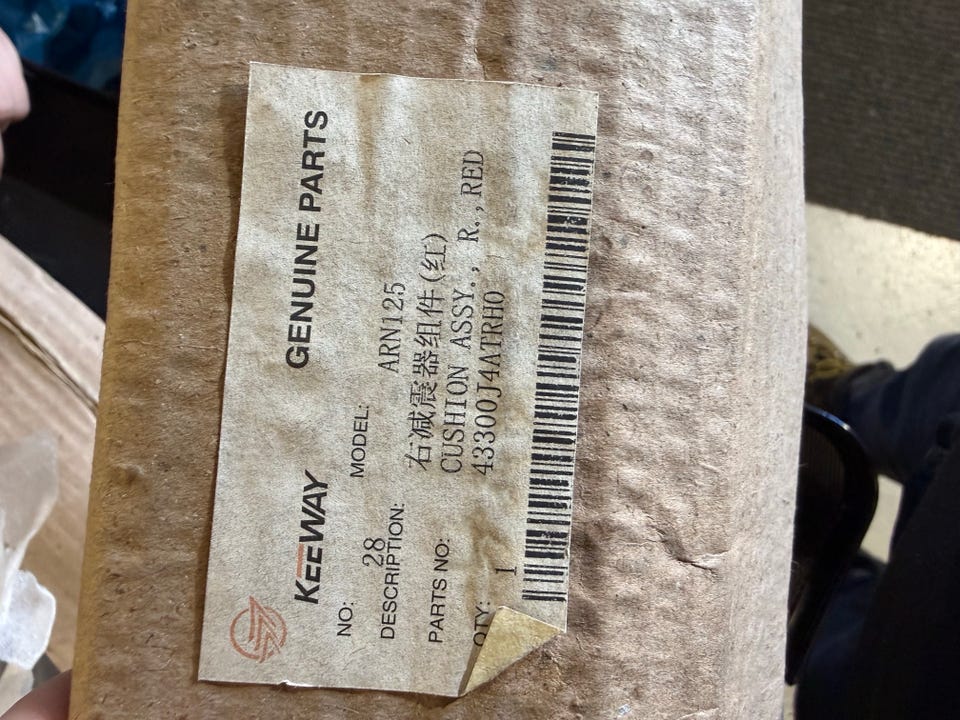 KEEWAY GENUINE PARTS
NO: 28 MODEL: ARN125
DESCRIPTION: 右减震器组件(红)
CUSHION ASSY., R.,RED
PARTS NO: 43300J4ATRH0
QTY: 1